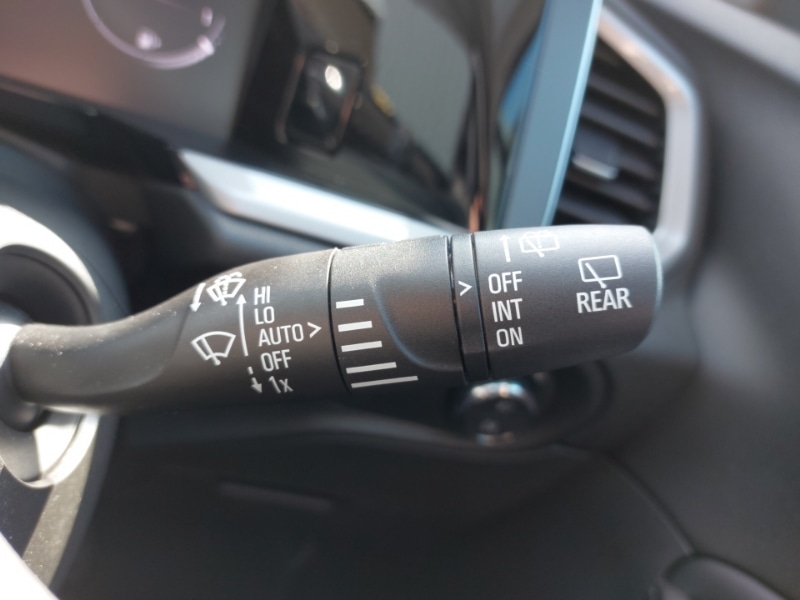 HI
LO
AUTO >
OFF
1x
>
OFF
INT
ON
REAR